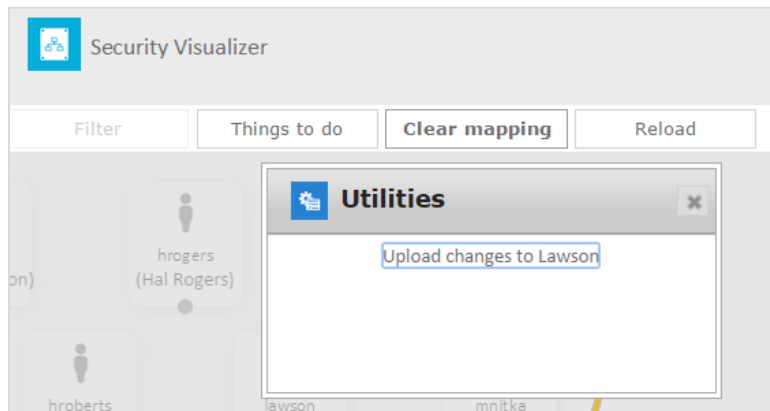 Security Visualizer
Filter
Things to do
Clear mapping
Reload
Utilities
Upload changes to Lawson
hrogers
on)
(Hal Rogers)
hroberts
lawson
mnitka